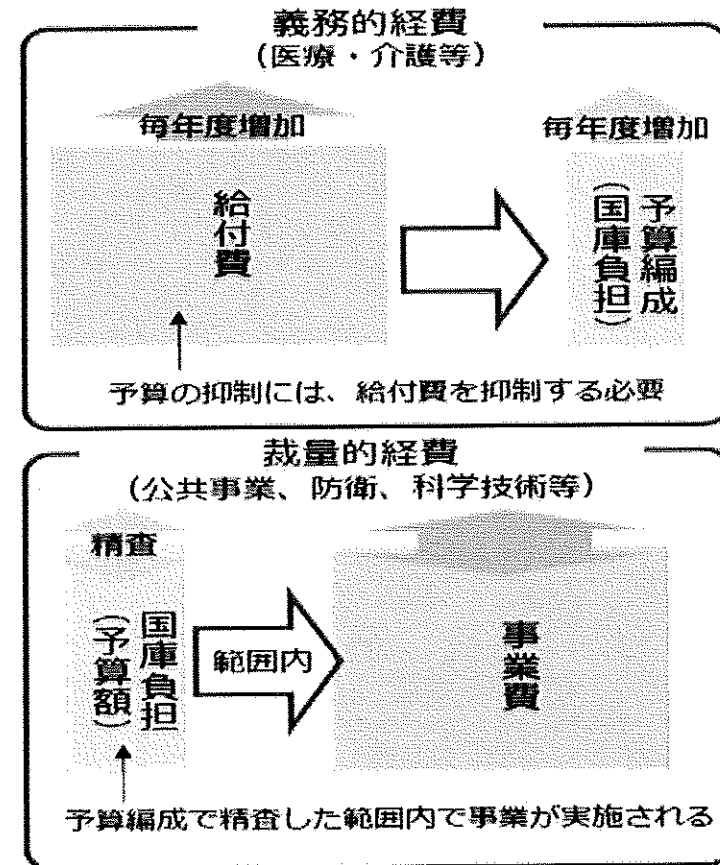 義務的経費
(医療・介護等)
毎年度増加
毎年度増加
給付費
予算編成
(国庫負担)
予算の抑制には、給付費を抑制する必要
裁量的経費
(公共事業、防衛、科学技術等)
精査
国庫負担
(予算額)
範囲内
事業費
予算編成で精査した範囲内で事業が実施される